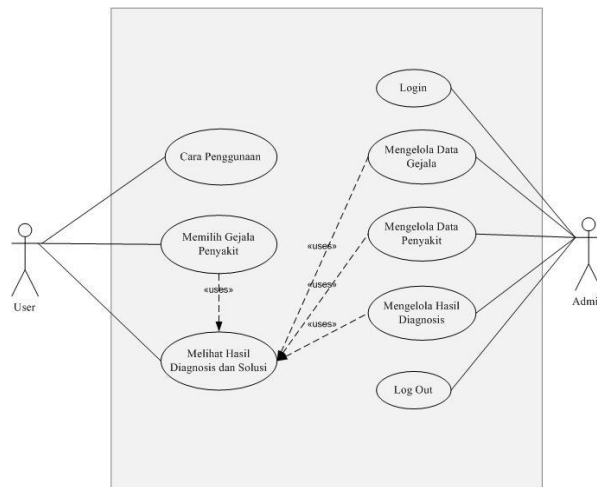 Login
Cara Penggunaan
Mengelola Data
Gejala
Memilih Gejala
Penyakit
«uses»
Mengelola Data
Penyakit
«uses»
«uses»
User
Mengelola Hasil
Diagnosis
Admi
«uses»
Melihat Hasil
Diagnosis dan Solusi
Log Out